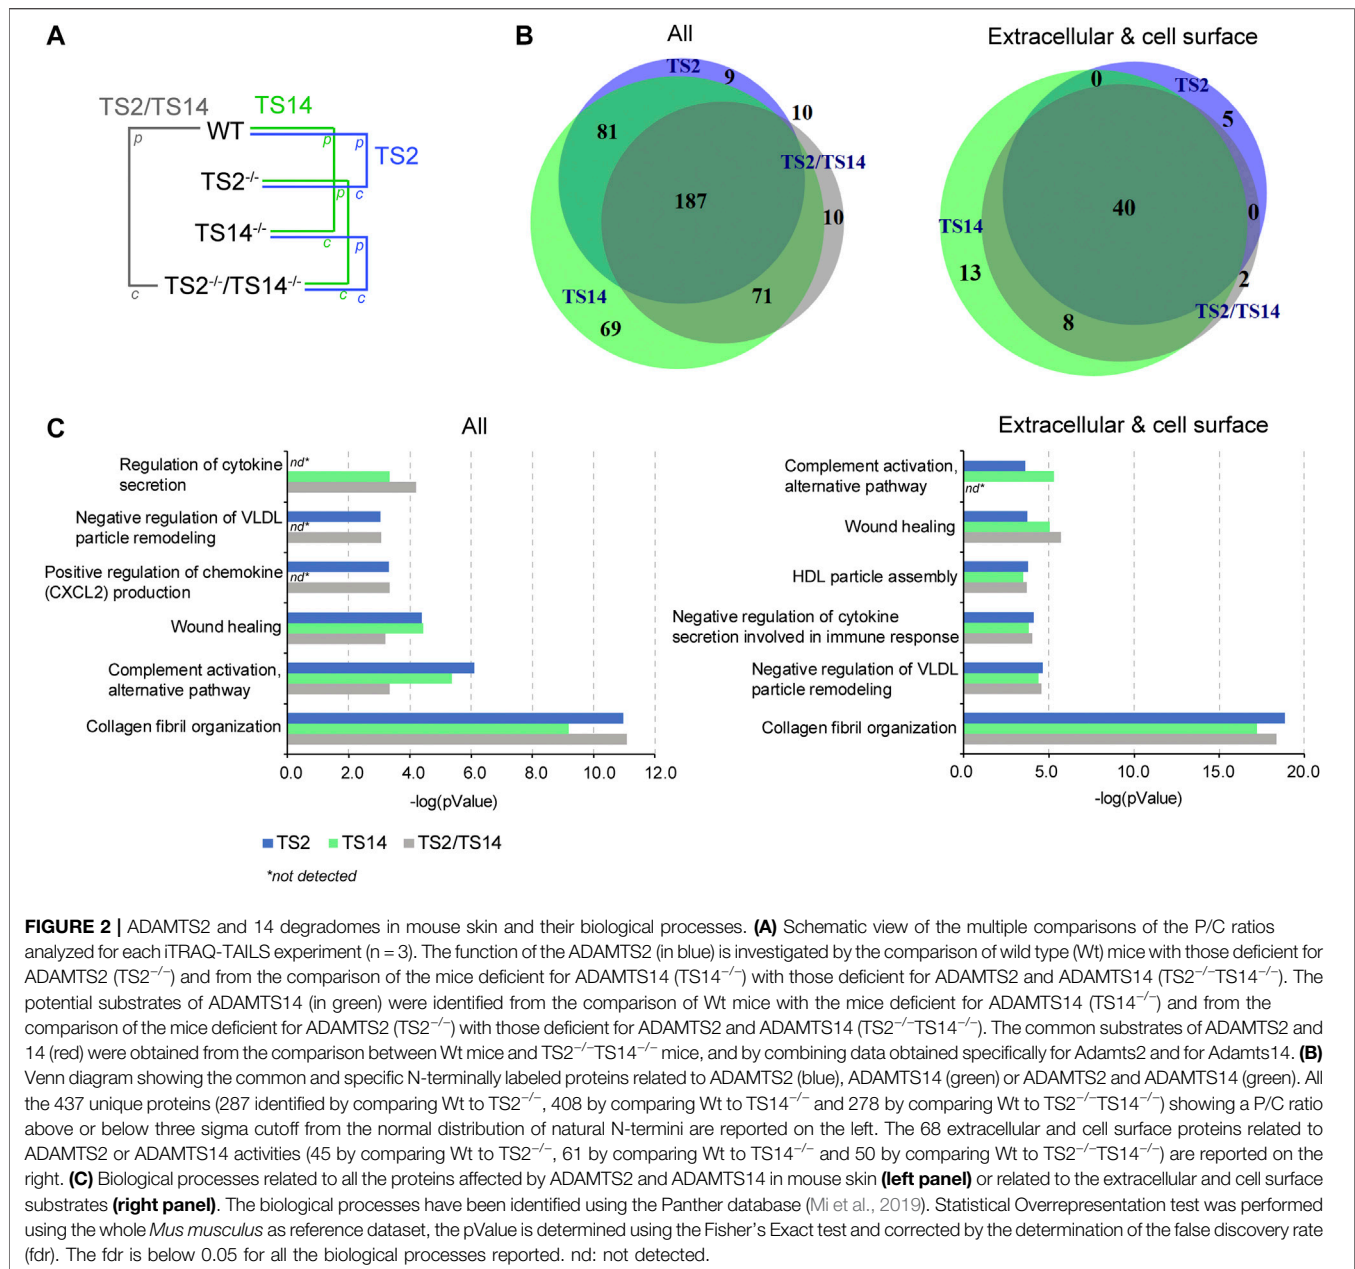 A
TS2/TS14
TS14
WT
p
p
p
TS2
TS2-/-
p
c
TS14-/-
c
p
TS2-/-/TS14-/-
c
c
c
B
All
TS2
9
10
81
TS2/TS14
187
10
TS14
71
69
Extracellular & cell surface
0
TS2
5
40
0
TS14
13
2
TS2/TS14
8
C
All
Regulation of cytokine
secretion
nd*
Negative regulation of VLDL
particle remodeling
nd*
Positive regulation of chemokine
(CXCL2) production
nd*
Wound healing
Complement activation,
alternative pathway
Collagen fibril organization
0.0 2.0 4.0 6.0 8.0 10.0 12.0
-log(pValue)
TS2 TS14 TS2/TS14
*not detected
Extracellular & cell surface
Complement activation,
alternative pathway
nd*
Wound healing
HDL particle assembly
Negative regulation of cytokine
secretion involved in immune response
Negative regulation of VLDL
particle remodeling
Collagen fibril organization
0.0 5.0 10.0 15.0 20.0
-log(pValue)
FIGURE 2 | ADAMTS2 and 14 degradomes in mouse skin and their biological processes. (A) Schematic view of the multiple comparisons of the P/C ratios
analyzed for each iTRAQ-TAILS experiment (n = 3). The function of the ADAMTS2 (in blue) is investigated by the comparison of wild type (Wt) mice with those deficient for
ADAMTS2 (TS2−/−) and from the comparison of the mice deficient for ADAMTS14 (TS14−/−) with those deficient for ADAMTS2 and ADAMTS14 (TS2−/−TS14−/−). The
potential substrates of ADAMTS14 (in green) were identified from the comparison of Wt mice with the mice deficient for ADAMTS14 (TS14−/−) and from the
comparison of the mice deficient for ADAMTS2 (TS2−/−) with those deficient for ADAMTS2 and ADAMTS14 (TS2−/−TS14−/−). The common substrates of ADAMTS2 and
14 (red) were obtained from the comparison between Wt mice and TS2−/−TS14−/− mice, and by combining data obtained specifically for Adamts2 and for Adamts14. (B)
Venn diagram showing the common and specific N-terminally labeled proteins related to ADAMTS2 (blue), ADAMTS14 (green) or ADAMTS2 and ADAMTS14 (green). All
the 437 unique proteins (287 identified by comparing Wt to TS2−/−, 408 by comparing Wt to TS14−/− and 278 by comparing Wt to TS2−/−TS14−/−) showing a P/C ratio
above or below three sigma cutoff from the normal distribution of natural N-termini are reported on the left. The 68 extracellular and cell surface proteins related to
ADAMTS2 or ADAMTS14 activities (45 by comparing Wt to TS2−/−, 61 by comparing Wt to TS14−/− and 50 by comparing Wt to TS2−/−TS14−/−) are reported on the
right. (C) Biological processes related to all the proteins affected by ADAMTS2 and ADAMTS14 in mouse skin (left panel) or related to the extracellular and cell surface
substrates (right panel). The biological processes have been identified using the Panther database (Mi et al., 2019). Statistical Overrepresentation test was performed
using the whole Mus musculus as reference dataset, the pValue is determined using the Fisher's Exact test and corrected by the determination of the false discovery rate
(fdr). The fdr is below 0.05 for all the biological processes reported. nd: not detected.